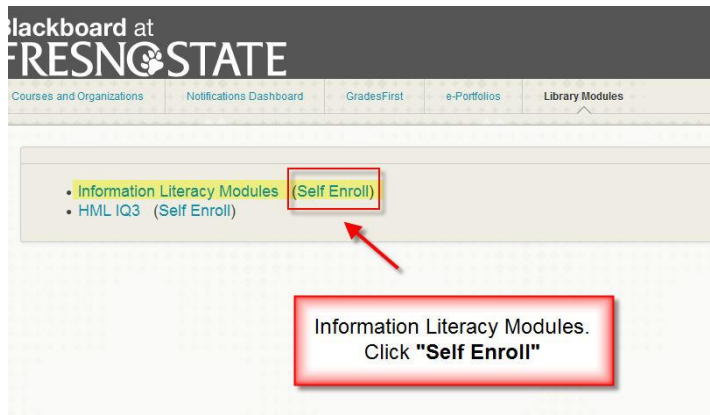 Blackboard at
FRESNO STATE
Courses and Organizations Notifications Dashboard GradesFirst e-Portfolios Library Modules
• Information Literacy Modules (Self Enroll)
• HML IQ3 (Self Enroll)
Information Literacy Modules.
Click "Self Enroll"